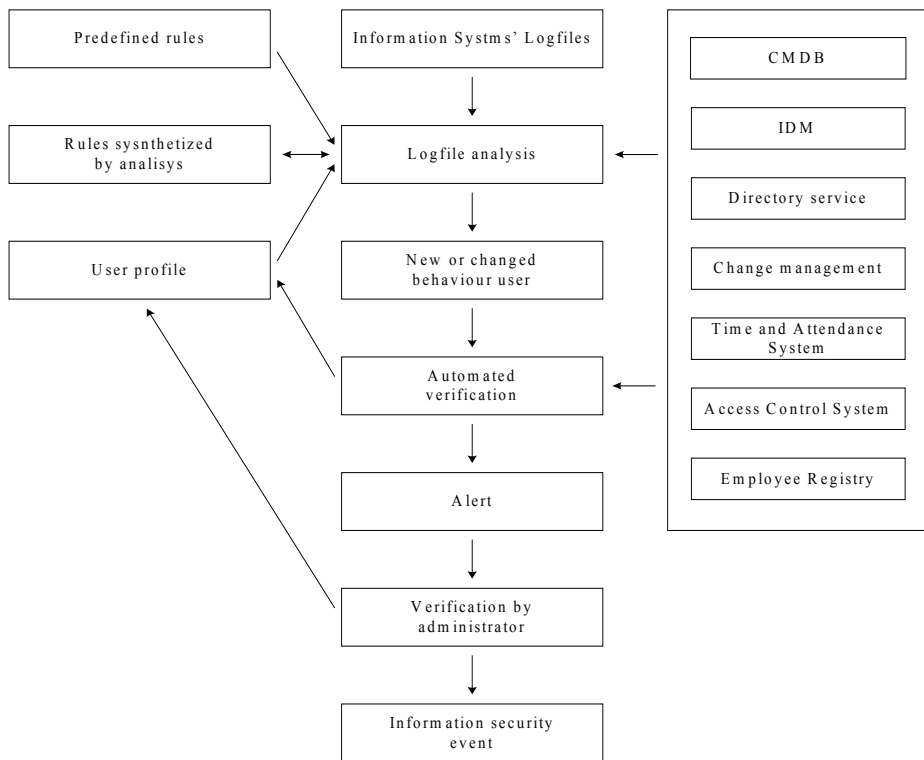 Predefined rules
Information Systms' Logfiles
CMDB
Rules sysnthetized
by analisys
Logfile analysis
IDM
Directory service
User profile
New or changed
behaviour user
Change management
Time and Attendance
System
Automated
verification
Access Control System
Alert
Employee Registry
Verification by
administrator
Information security
event